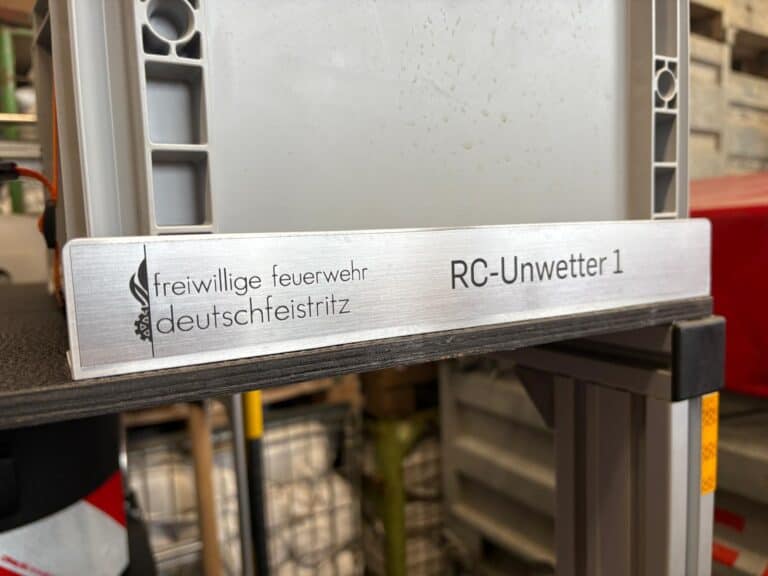 freiwillige feuerwehr
deutschfeistritz
RC-Unwetter 1